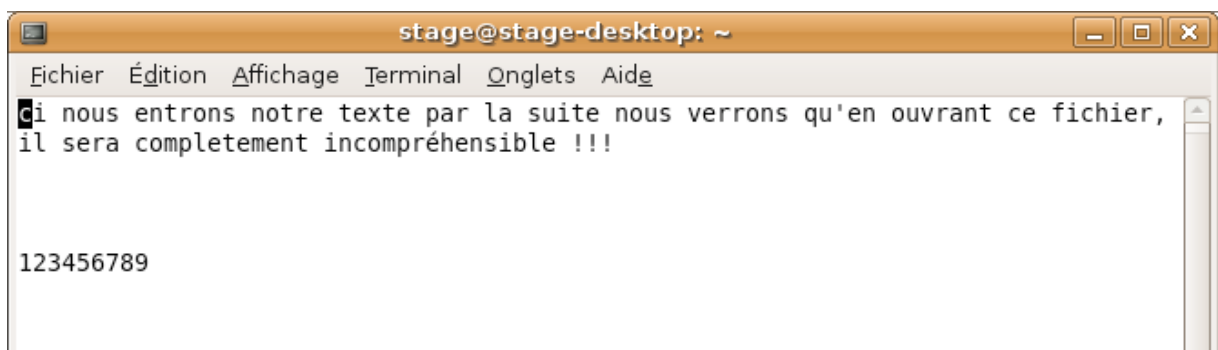 stage@stage-desktop: ~
Fichier Édition Affichage Terminal Onglets Aide
ci nous entrons notre texte par la suite nous verrons qu'en ouvrant ce fichier,
il sera completement incompréhensible !!!
123456789